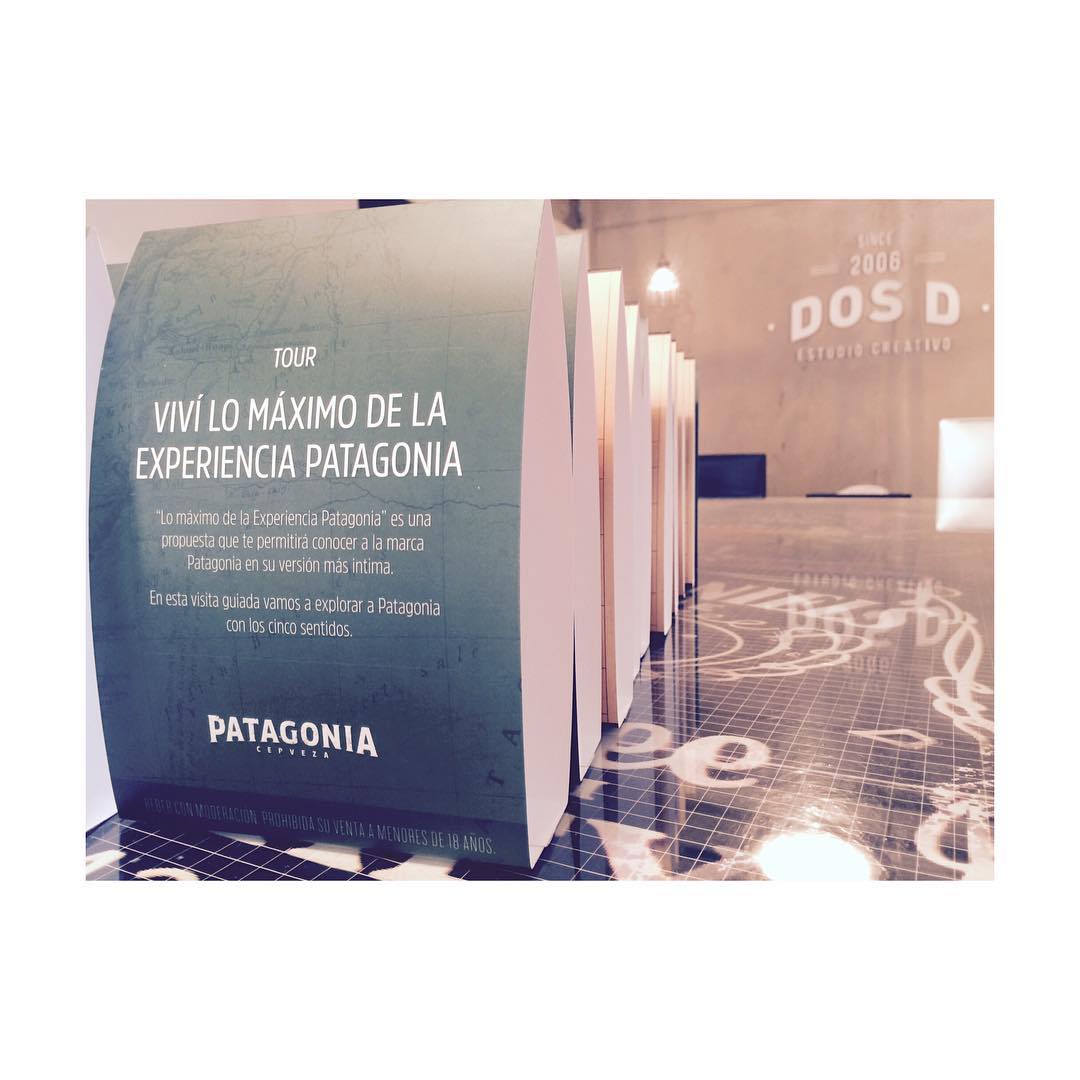 TOUR
VIVÍ LO MÁXIMO DE LA
EXPERIENCIA PATAGONIA
“Lo máximo de la Experiencia Patagonia” es una
propuesta que te permitirá conocer a la marca
Patagonia en su versión más intima.
En esta visita guiada vamos a explorar a Patagonia
con los cinco sentidos.
PATAGONIA
CERVEZA
BEBER CON MODERACIÓN. PROHIBIDA SU VENTA A MENORES DE 18 AÑOS.
SINCE
2006
DOS D
ESTUDIO CREATIVO